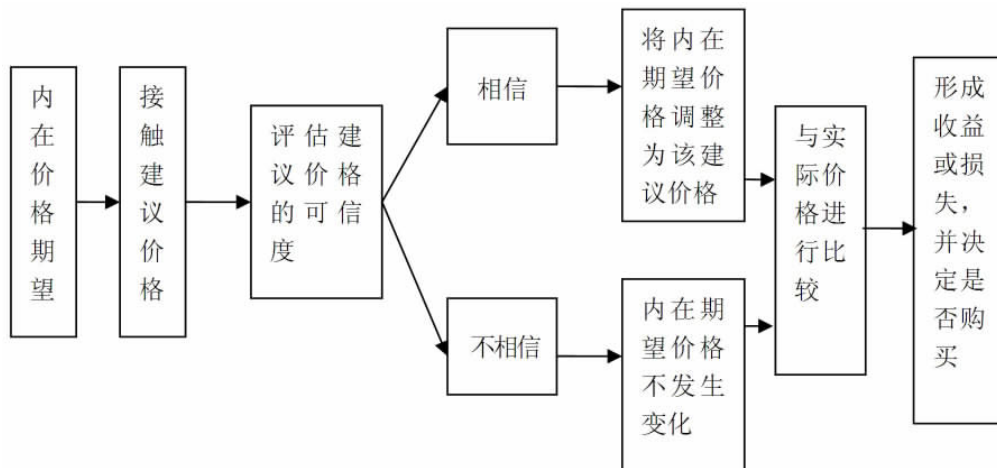 内
在
价
格
期
望
接
触
建
议
价
格
评估建
议价格
的可信
度
相信
不相信
将内在
期望价
格调整
为该建
议价格
内在期
望价格
不发生
变化
与实
际价
格进
行比
较
形成
收益
或损
失，
并决
定是
否购
买